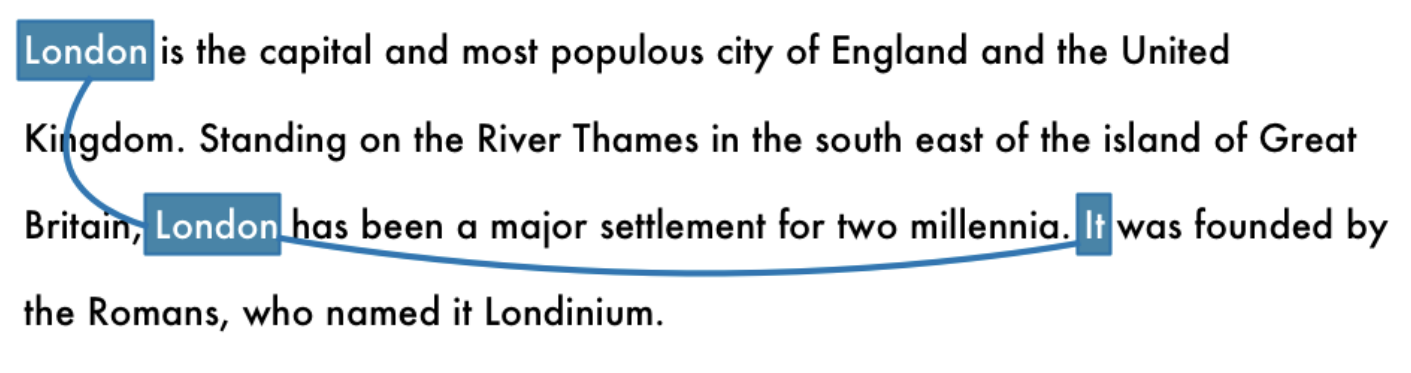 London is the capital and most populous city of England and the United
Kingdom. Standing on the River Thames in the south east of the island of Great
Britain, London has been a major settlement for two millennia. It was founded by
the Romans, who named it Londinium.